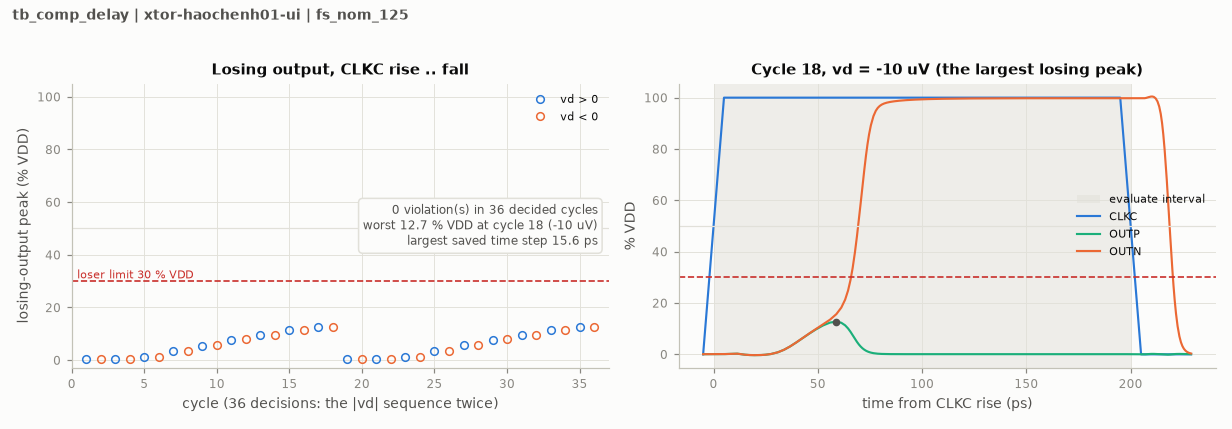 tb_comp_delay | xtor-haochenh01-ui | fs_nom_125
Losing output, CLKC rise .. fall
losing-output peak (% VDD)
100
80
60
40
20
0
vd > 0
vd < 0
0 violation(s) in 36 decided cycles
worst 12.7 % VDD at cycle 18 (-10 uV)
largest saved time step 15.6 ps
loser limit 30 % VDD
0 5 10 15 20 25 30 35
cycle (36 decisions: the |vd| sequence twice)
Cycle 18, vd = -10 uV (the largest losing peak)
% VDD
100
80
60
40
20
0
evaluate interval
CLKC
OUTP
OUTN
0 50 100 150 200
time from CLKC rise (ps)